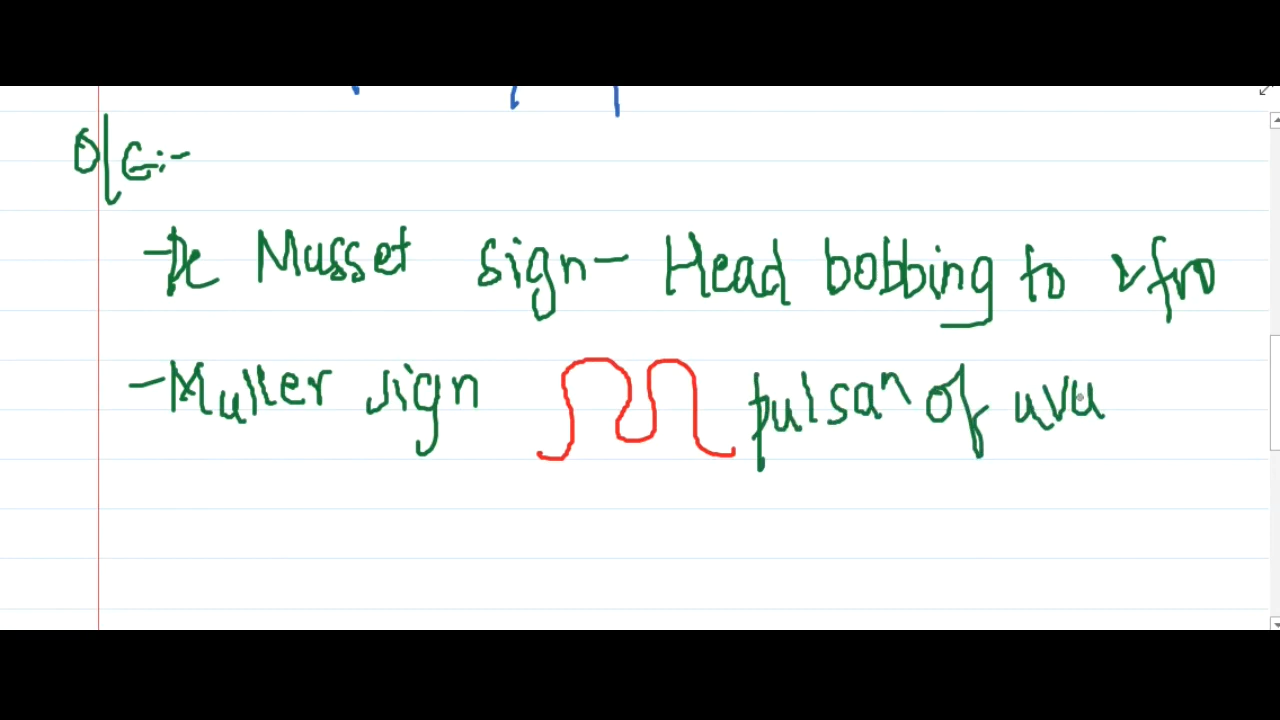 O/E:-
- De Musset sign - Head bobbing to & fro
- Muller sign pulsaⁿ of uvu